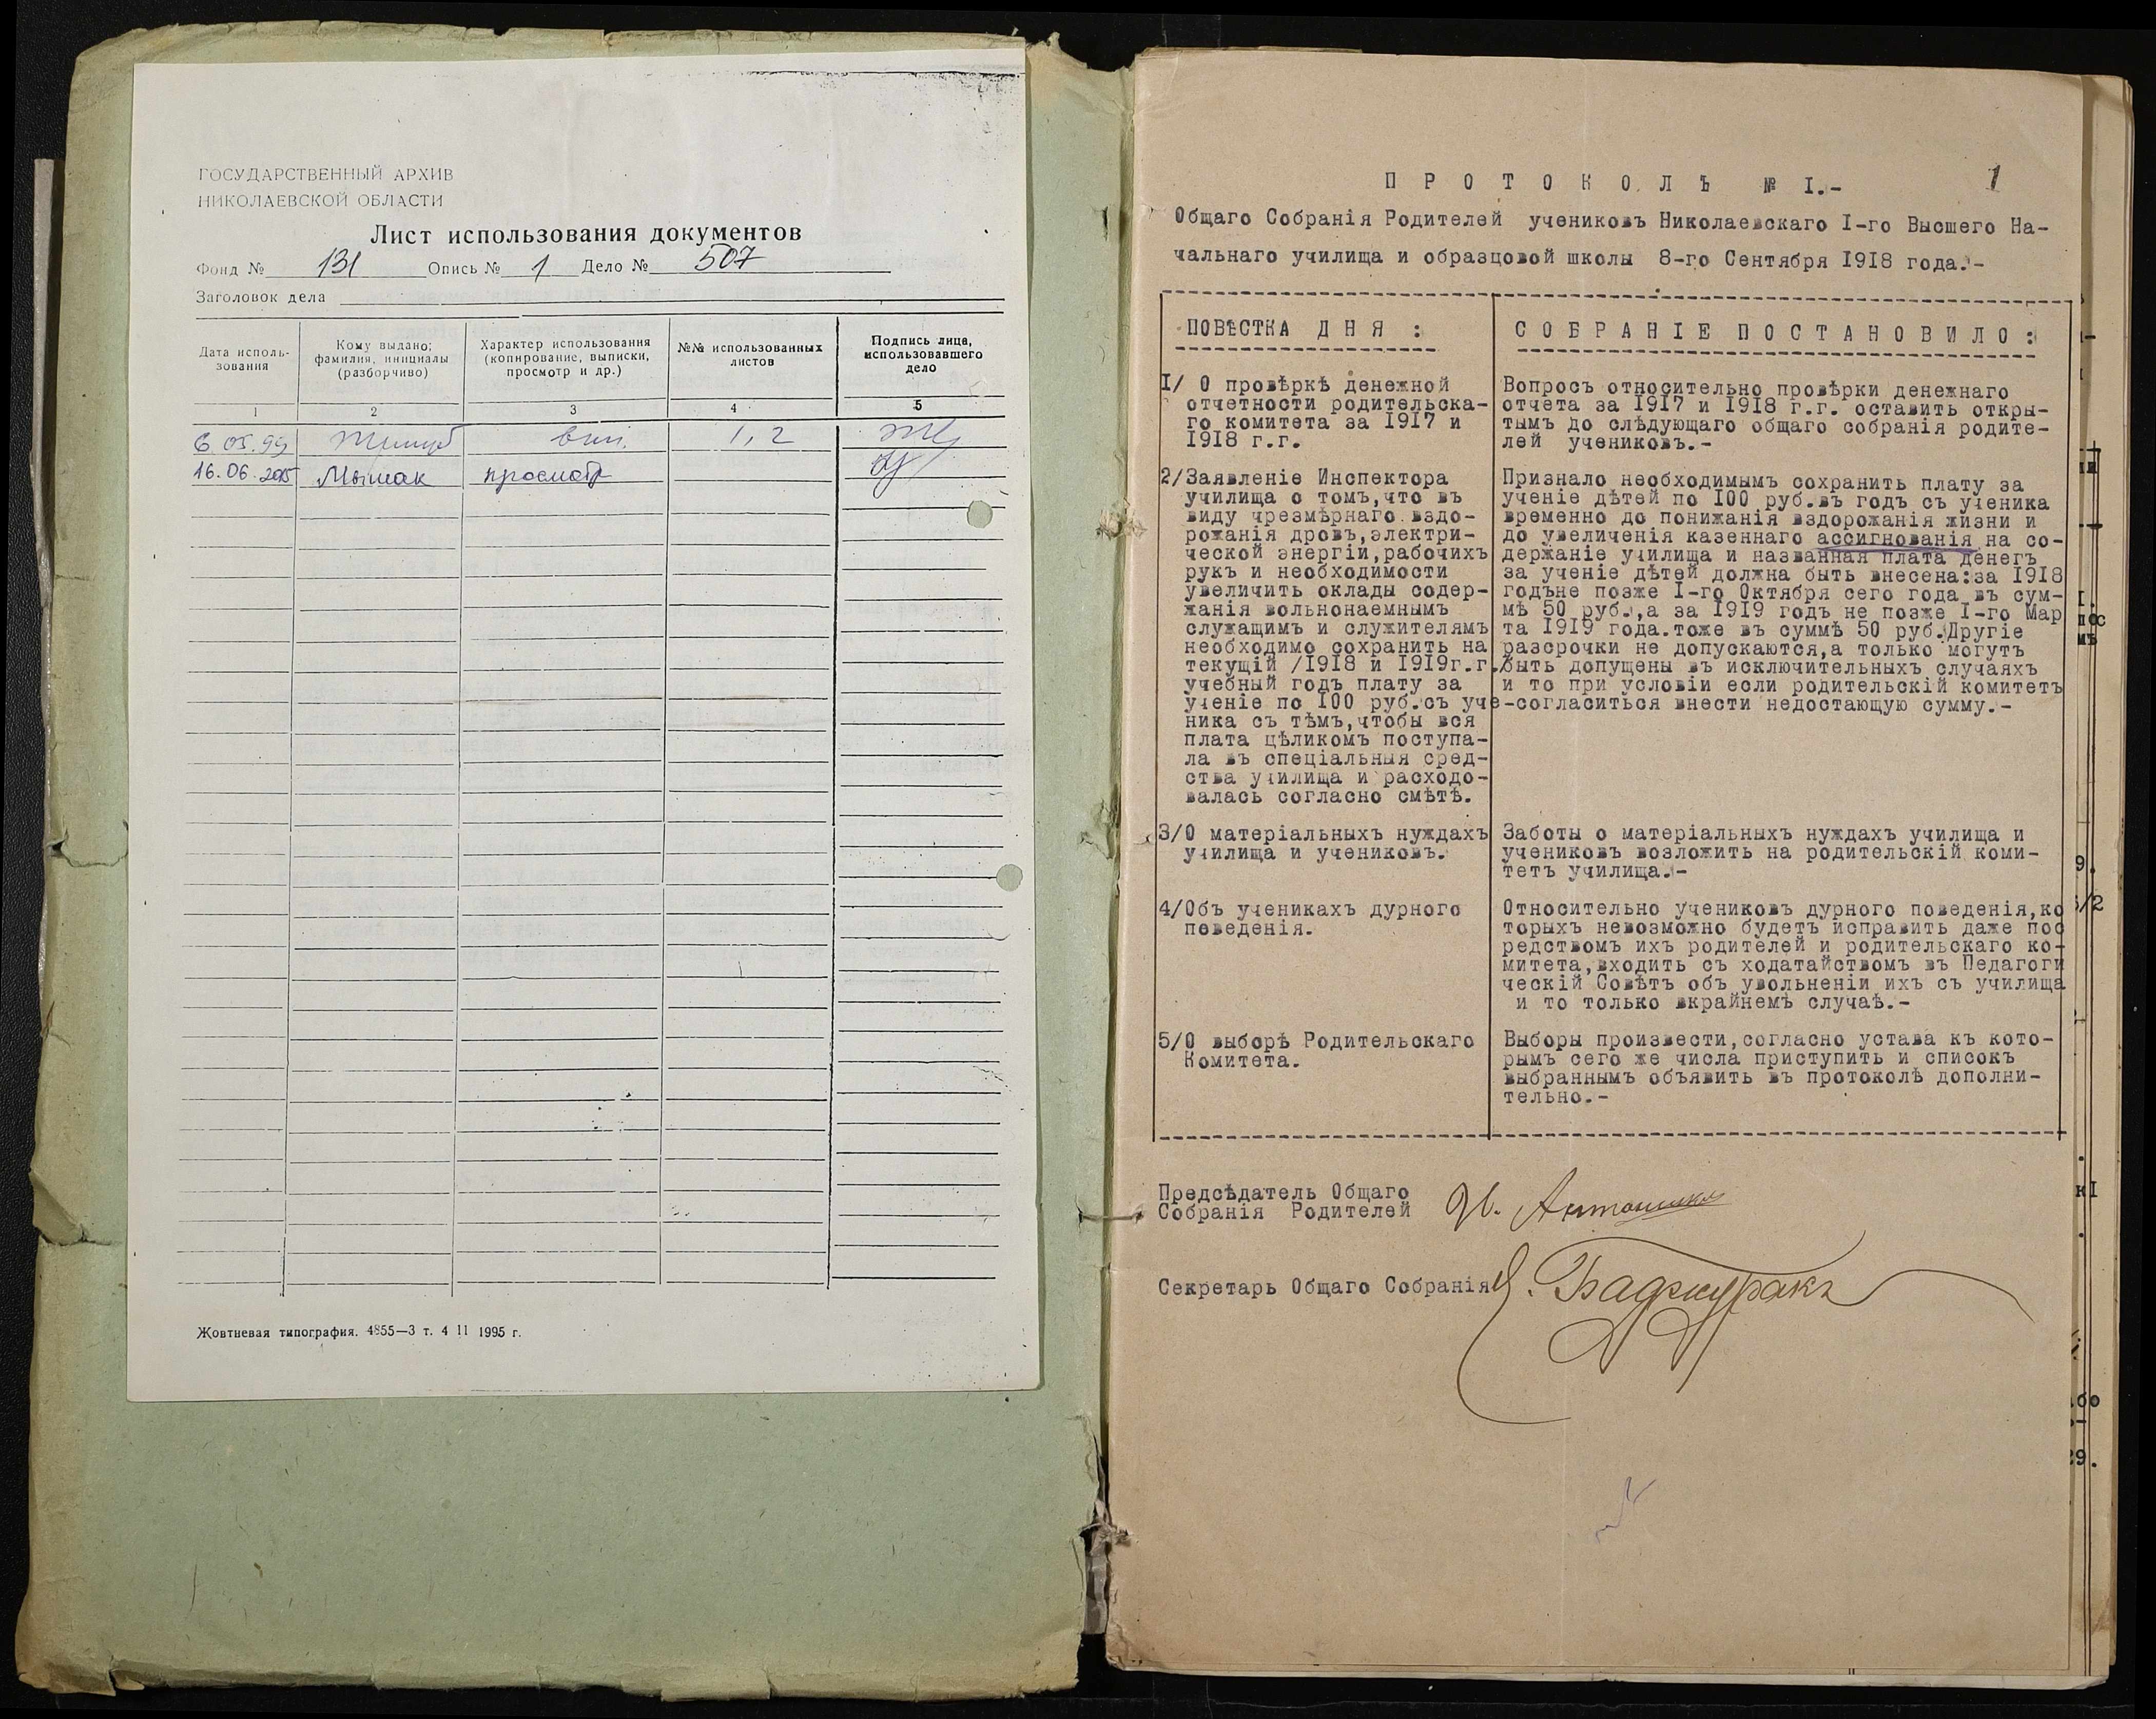 ГОСУДАРСТВЕННЫЙ АРХИВ
НИКОЛАЕВСКОЙ ОБЛАСТИ
Лист использования документов
Фонд № 131 Опись № 1 Дело № 507
Заголовок дела
Дата исполь-
зования
Кому выдано;
фамилия, инициалы
(разборчиво)
Характер использования
(копирование, выписки,
просмотр и др.)
№№ использованных
листов
Подпись лица,
использовавшего
дело
1 2 3 4 5
6.05.99 1, 2
16.06.2015 Мышак просмотр
Жовтневая типография. 4855—3 т. 4 11 1995 г.
1
ПРОТОКОЛЪ № I.-
Общаго Собранія Родителей учениковъ Николаевскаго I-го Высшего На-
чальнаго училища и образцовой школы 8-го Сентября 1918 года.-
ПОВѢСТКА ДНЯ :
I/ О провѣркѣ денежной
отчетности родительска-
го комитета за 1917 и
1918 г.г.
2/Заявленіе Инспектора
училища о томъ,что въ
виду чрезмѣрнаго вздо-
рожанія дровъ,электри-
ческой энергіи,рабочихъ
рукъ и необходимости
увеличить оклады содер-
жанія вольнонаемнымъ
служащимъ и служителямъ
необходимо сохранить на
текущій /1918 и 1919г.г.
учебный годъ плату за
ученіе по 100 руб.съ уче-
ника съ тѣмъ,чтобы вся
плата цѣликомъ поступа-
ла въ спеціальныя сред-
ства училища и расходо-
валась согласно смѣтѣ.
3/О матеріальныхъ нуждахъ
училища и учениковъ.
4/Объ ученикахъ дурного
поведенія.
5/О выборѣ Родительскаго
Комитета.
СОБРАНІЕ ПОСТАНОВИЛО:
Вопросъ относительно провѣрки денежнаго
отчета за 1917 и 1918 г.г. оставить откры-
тымъ до слѣдующаго общаго собранія родите-
лей учениковъ.-
Признало необходимымъ сохранить плату за
ученіе дѣтей по 100 руб.въ годъ съ ученика
временно до понижанія вздорожанія жизни и
до увеличенія казеннаго ассигнованія на со-
держаніе училища и названная плата денегъ
за ученіе дѣтей должна быть внесена:за 1918
годъне позже I-го Октября сего года въ сум-
мѣ 50 руб.,а за 1919 годъ не позже I-го Мар
та 1919 года.тоже въ суммѣ 50 руб.Другіе
разсрочки не допускаются,а только могутъ
быть допущены въ исключительныхъ случаяхъ
и то при условіи если родительскій комитетъ
согласиться внести недостающую сумму.-
Заботы о матеріальныхъ нуждахъ училища и
учениковъ возложить на родительскій коми-
тетъ училища.-
Относительно учениковъ дурного поведенія,ко
торыхъ невозможно будетъ исправить даже пос
редствомъ ихъ родителей и родительскаго ко-
митета,входить съ ходатайствомъ въ Педагоги
ческій Совѣтъ объ увольненіи ихъ съ училища
и то только вкрайнемъ случаѣ.-
Выборы произвести,согласно устава къ кото-
рымъ сего же числа приступить и списокъ
выбраннымъ объявить въ протоколѣ дополни-
тельно.-
Предсѣдатель Общаго
Собранія Родителей
Секретарь Общаго Собранія